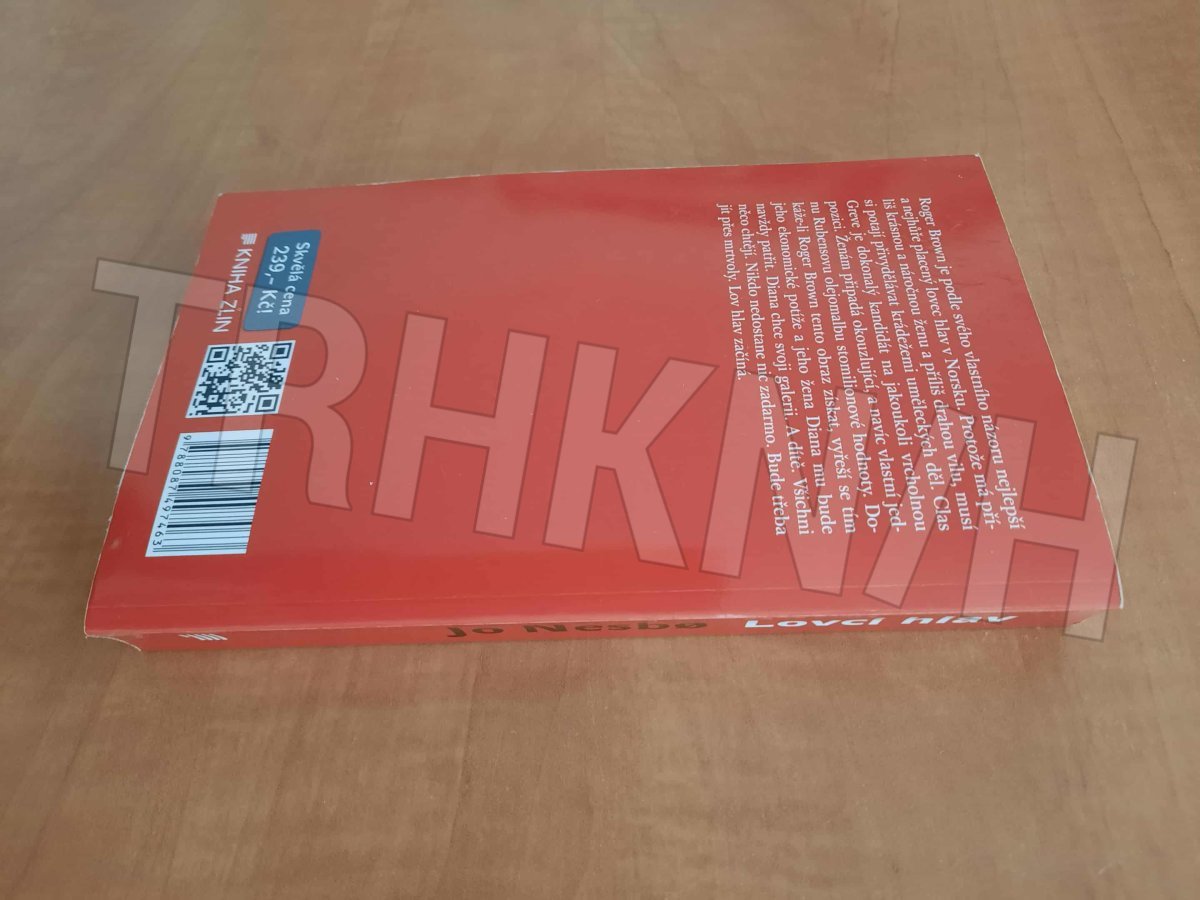 Roger Brown je podle svého vlastního názoru nejlepší
a nejhůře placený lovec hlav v Norsku. Protože má pří-
liš krásnou a náročnou ženu a příliš drahou vilu, musí
si potají přivydělávat krádežemi uměleckých děl. Clas
Greve je dokonalý kandidát na jakoukoli vrcholnou
pozici. Ženám připadá okouzlující, a navíc vlastní jed-
nu Rubensovu olejomalbu stomilionové hodnoty. Do-
káže-li Roger Brown tento obraz získat, vyřeší se tím
jeho ekonomické potíže a jeho žena Diana mu bude
navždy patřit. Diana chce svoji galerii. A dítě. Všichni
něco chtějí. Nikdo nedostane nic zadarmo. Bude třeba
jít přes mrtvoly. Lov hlav začíná.
Skvělá cena
239,- Kč!
KNIHA ZLIN
9788087497463
Jo Nesbø Lovci hlav
TRHKNIH